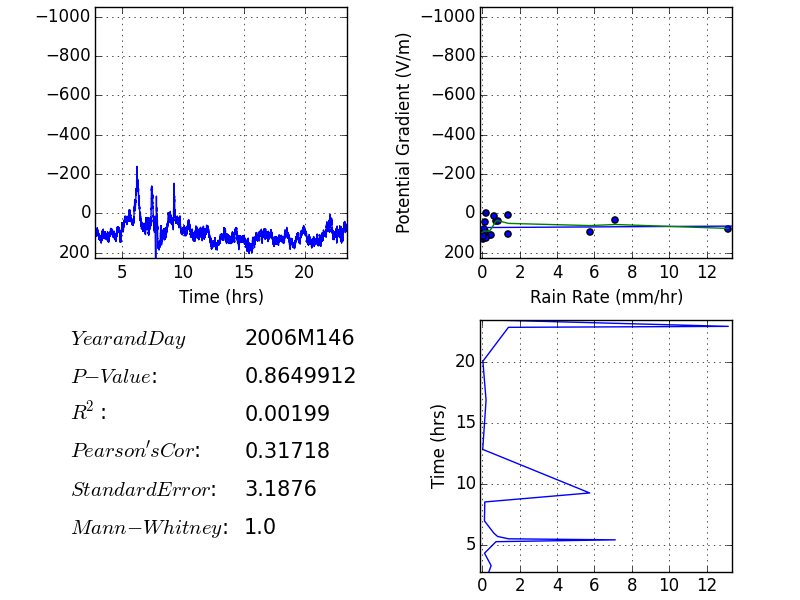 −1000
−800
−600
−400
−200
0
200
5 10 15 20
Time (hrs)
−1000
−800
−600
−400
−200
0
200
Potential Gradient (V/m)
0 2 4 6 8 10 12
Rain Rate (mm/hr)
YearandDay 2006M146
P−Value: 0.8649912
R²: 0.00199
Pearson'sCor: 0.31718
StandardError: 3.1876
Mann−Whitney: 1.0
20
15
10
5
Time (hrs)
0 2 4 6 8 10 12